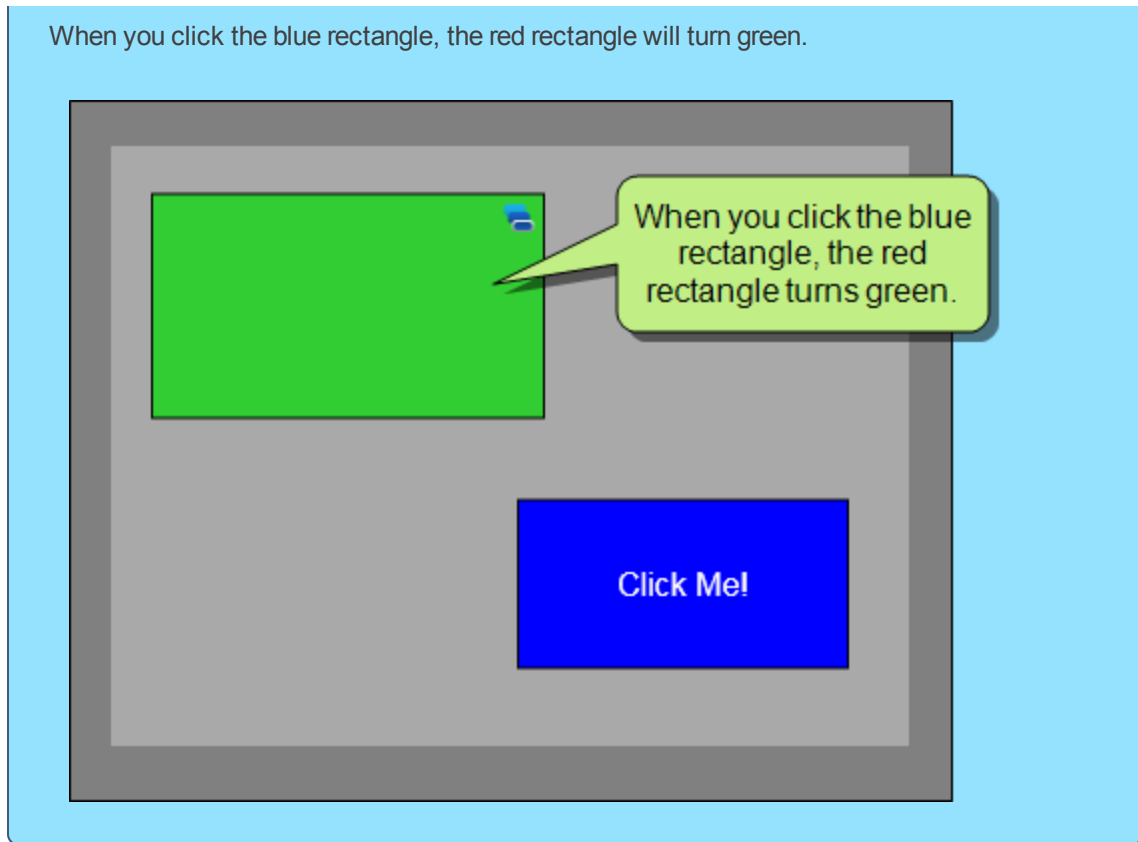 When you click the blue rectangle, the red rectangle will turn green.
When you click the blue
rectangle, the red
rectangle turns green.
Click Me!